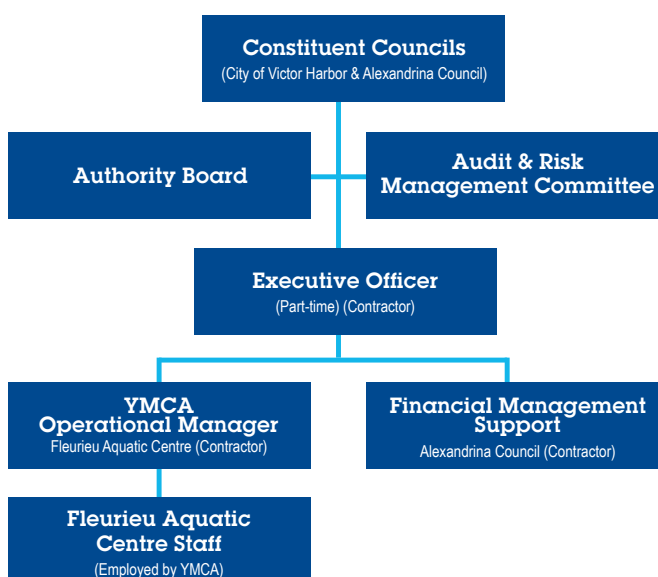 Constituent Councils
(City of Victor Harbor & Alexandrina Council)
Authority Board
Audit & Risk
Management Committee
Executive Officer
(Part-time) (Contractor)
YMCA
Operational Manager
Fleurieu Aquatic Centre (Contractor)
Financial Management
Support
Alexandrina Council (Contractor)
Fleurieu Aquatic
Centre Staff
(Employed by YMCA)